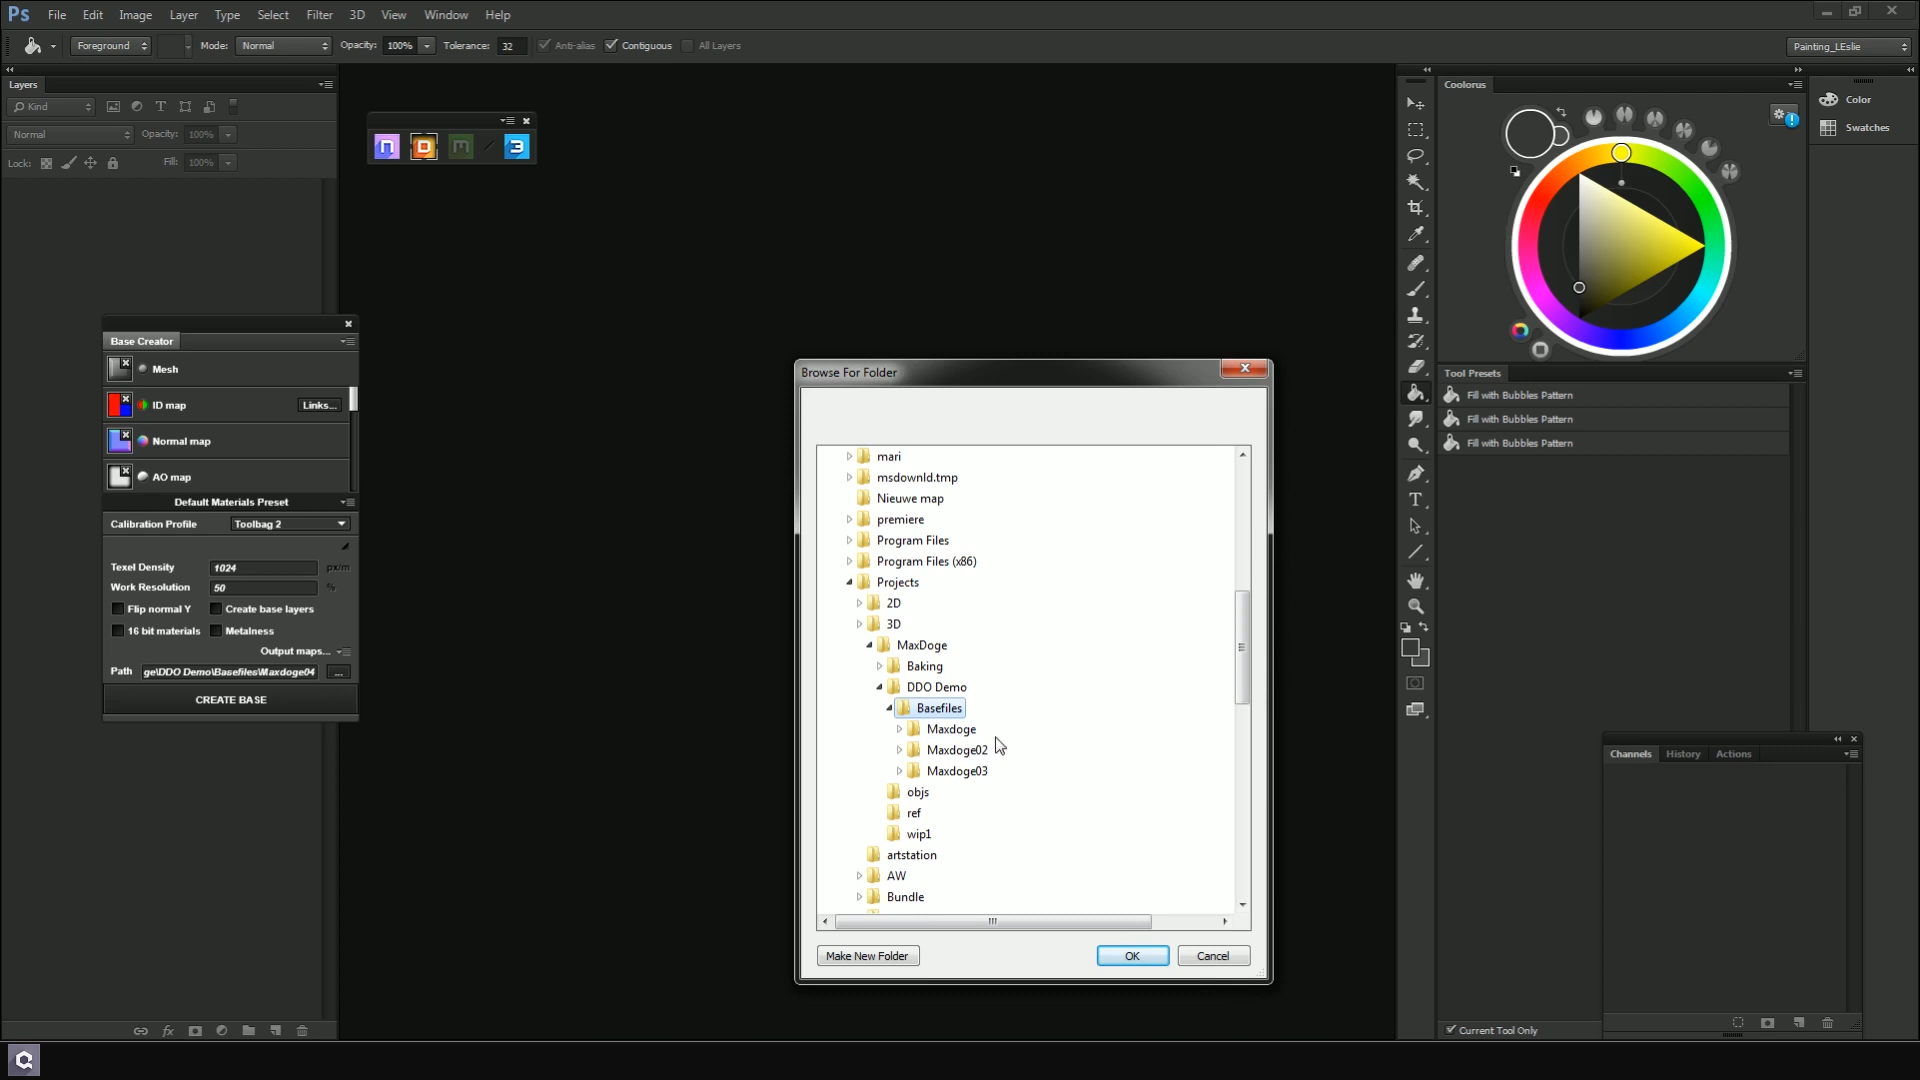 Ps File Edit Image Layer Type Select Filter 3D View Window Help
Foreground Mode: Normal Opacity: 100% Tolerance: 32 Anti-alias Contiguous All Layers Painting_LEslie
Layers
Kind
Normal Opacity: 100%
Lock: Fill: 100%
n D m 3
Base Creator
Mesh
ID map Links...
Normal map
AO map
Default Materials Preset
Calibration Profile Toolbag 2
Texel Density 1024 px/m
Work Resolution 50 %
Flip normal Y Create base layers
16 bit materials Metalness
Output maps...
Path ge\DDO Demo\Basefiles\Maxdoge04 ...
CREATE BASE
Browse For Folder
mari
msdownld.tmp
Nieuwe map
premiere
Program Files
Program Files (x86)
Projects
2D
3D
MaxDoge
Baking
DDO Demo
Basefiles
Maxdoge
Maxdoge02
Maxdoge03
objs
ref
wip1
artstation
AW
Bundle
Make New Folder OK Cancel
Coolorus
Color
Swatches
Tool Presets
Fill with Bubbles Pattern
Fill with Bubbles Pattern
Fill with Bubbles Pattern
Current Tool Only
Channels History Actions